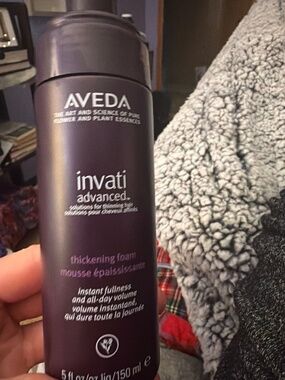 AVEDA
THE ART AND SCIENCE OF PURE
FLOWER AND PLANT ESSENCES
invati
advanced™
solutions for thinning hair
solutions pour cheveux affinés
thickening foam
mousse épaississante
instant fullness
and all-day volume
volume instantané,
qui dure toute la journée
5 fl oz/oz liq/150 ml e